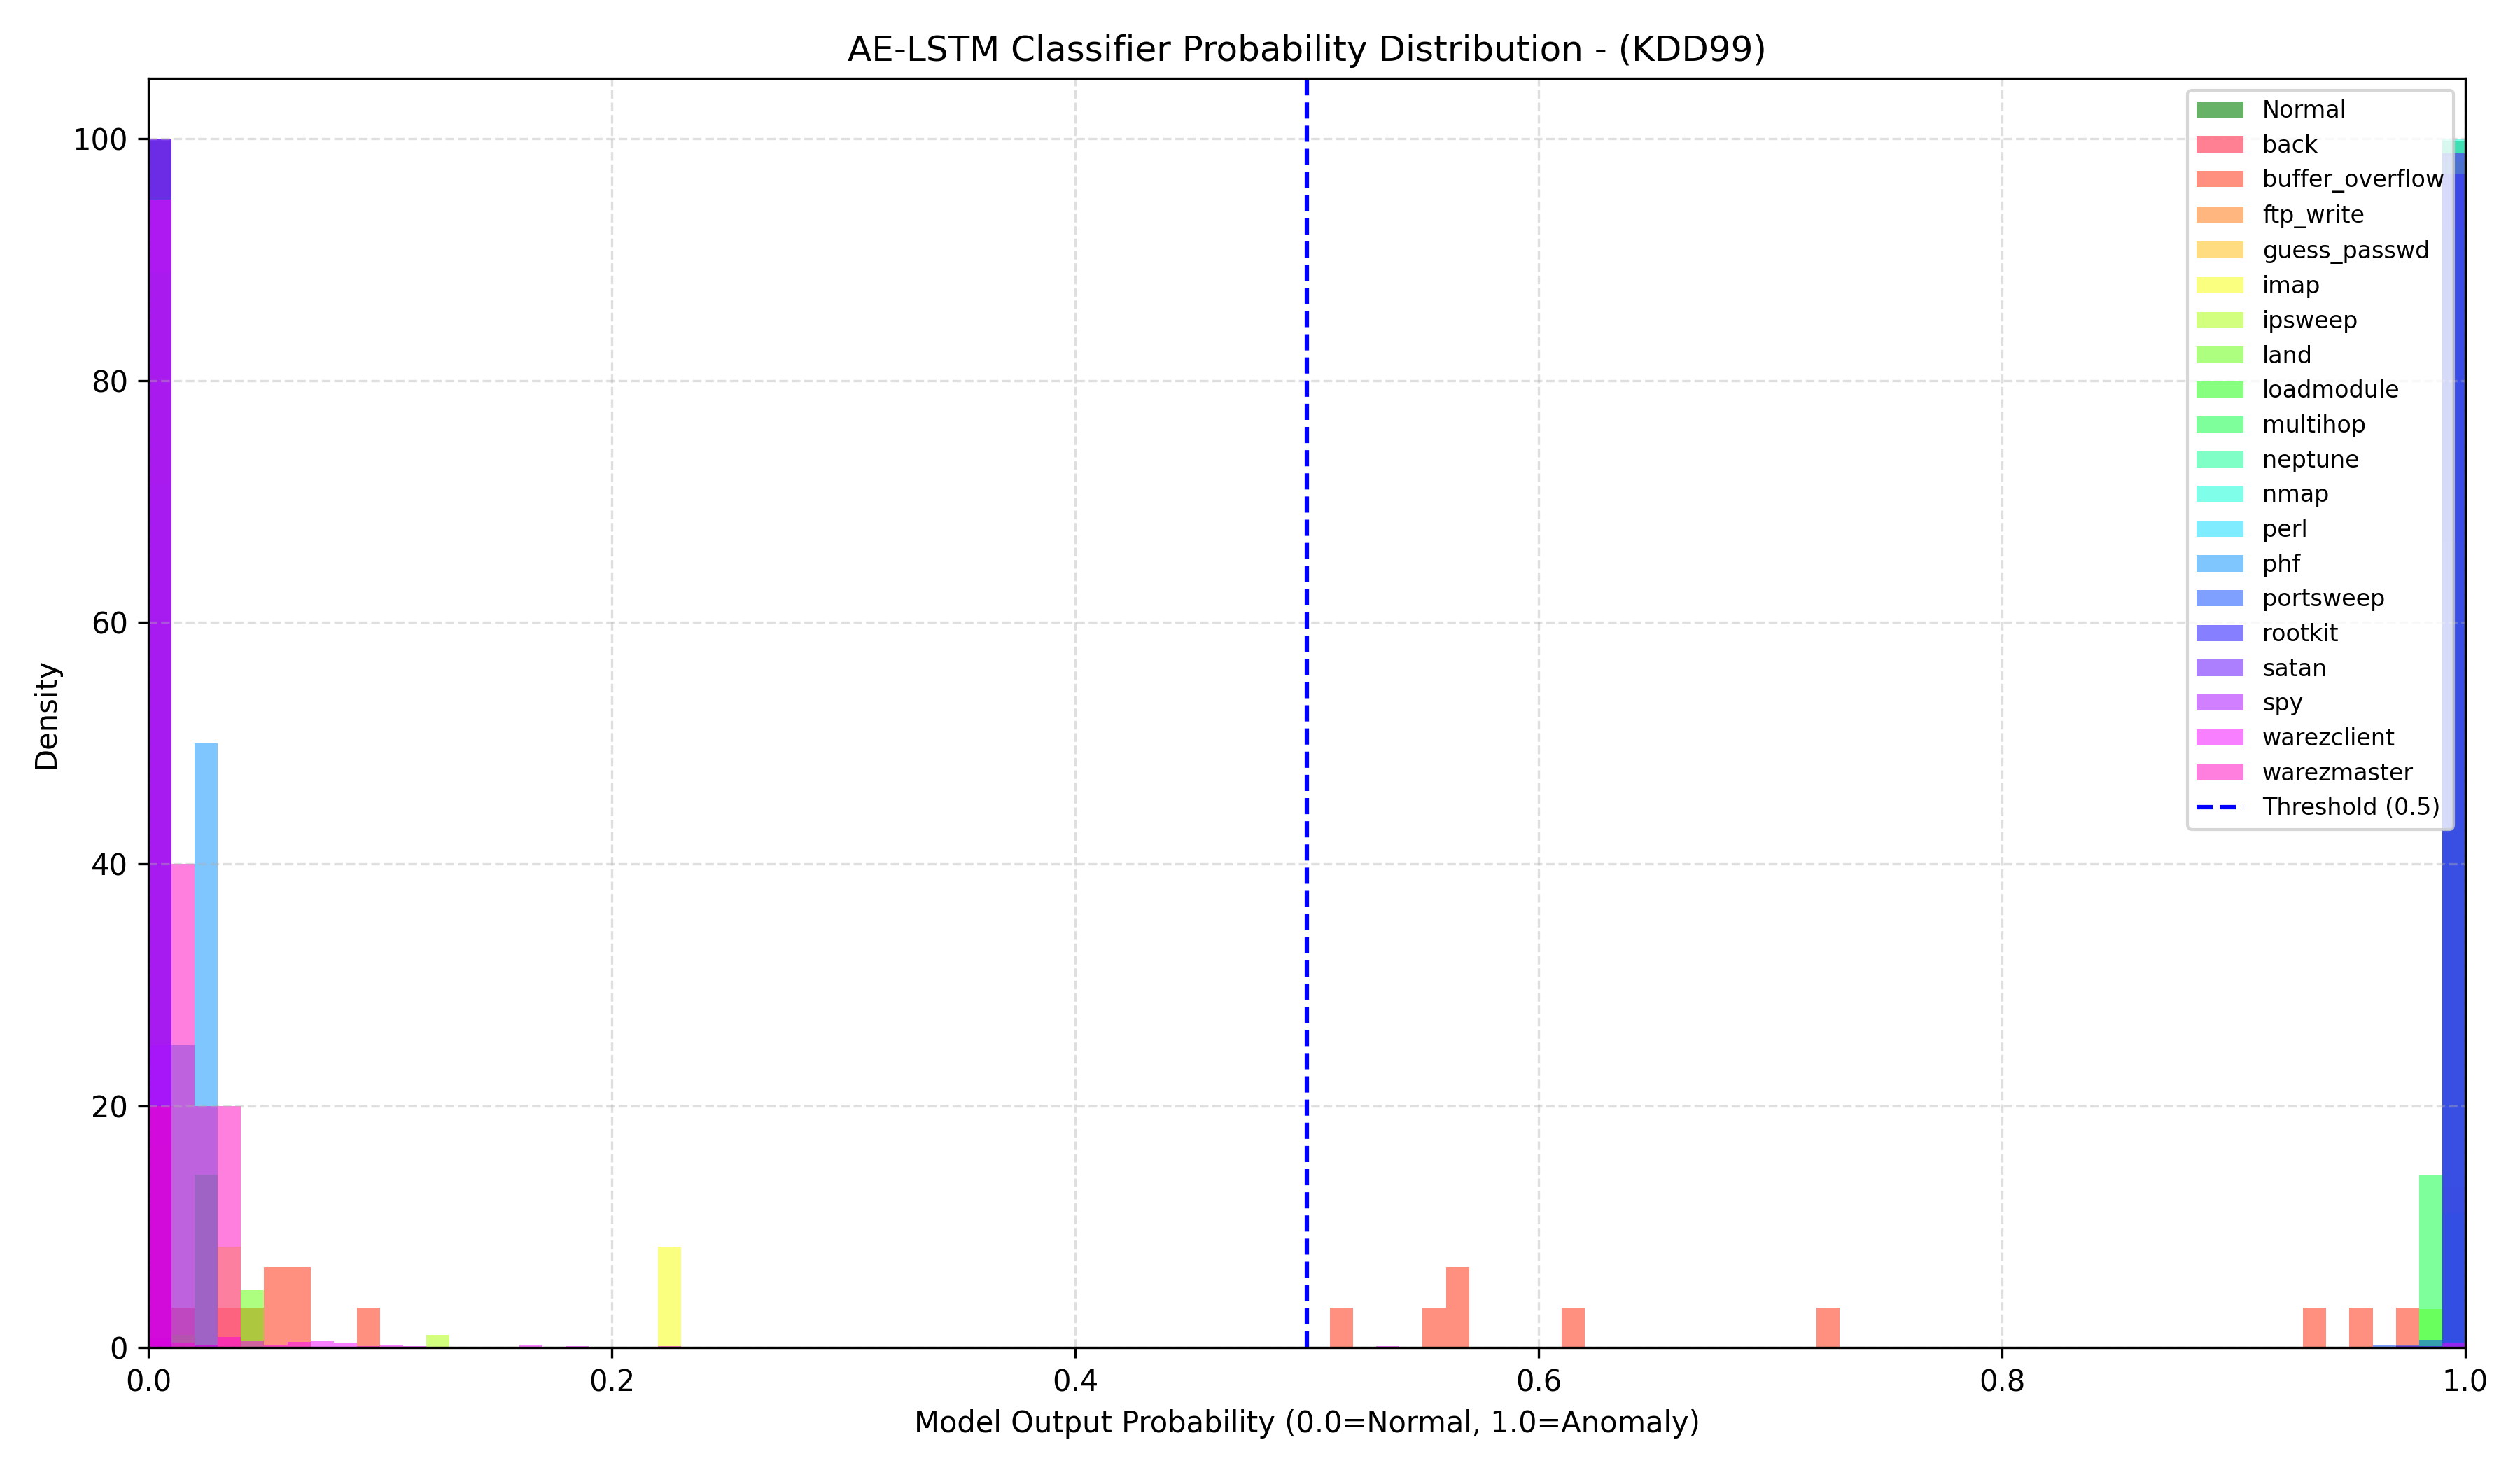 AE-LSTM Classifier Probability Distribution - (KDD99)
Normal
back
buffer_overflow
ftp_write
guess_passwd
imap
ipsweep
land
loadmodule
multihop
neptune
nmap
perl
phf
portsweep
rootkit
satan
spy
warezclient
warezmaster
Threshold (0.5)
Density
100
80
60
40
20
0
0.0 0.2 0.4 0.6 0.8 1.0
Model Output Probability (0.0=Normal, 1.0=Anomaly)